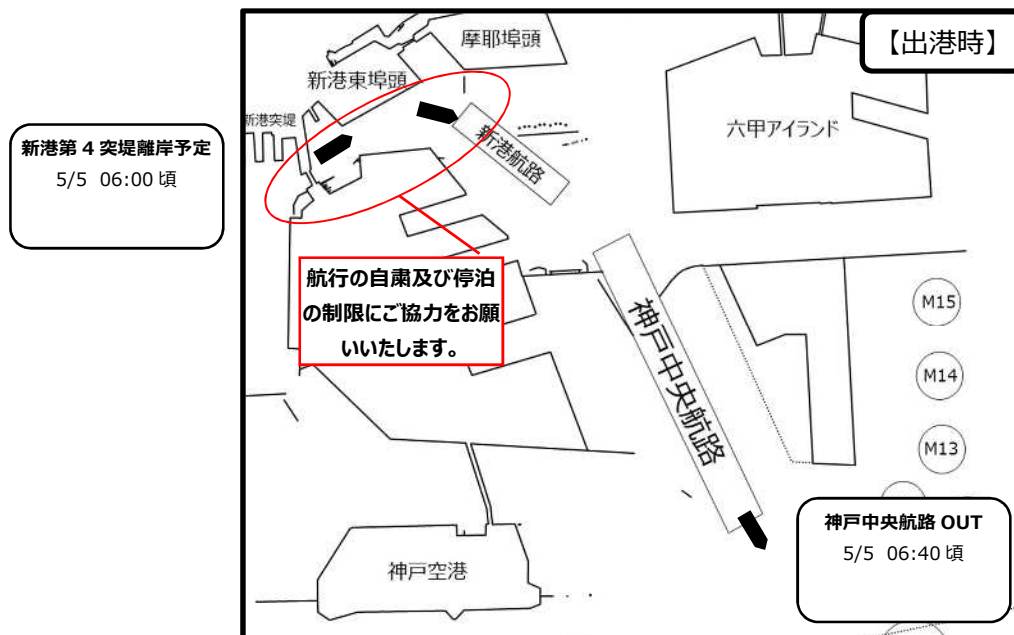 【出港時】
摩耶埠頭
新港東埠頭
新港突堤
新港航路
六甲アイランド
新港第 4 突堤離岸予定
5/5 06:00 頃
航行の自粛及び停泊
の制限にご協力をお願
いいたします。
神戸中央航路
M15
M14
M13
神戸中央航路 OUT
5/5 06:40 頃
神戸空港